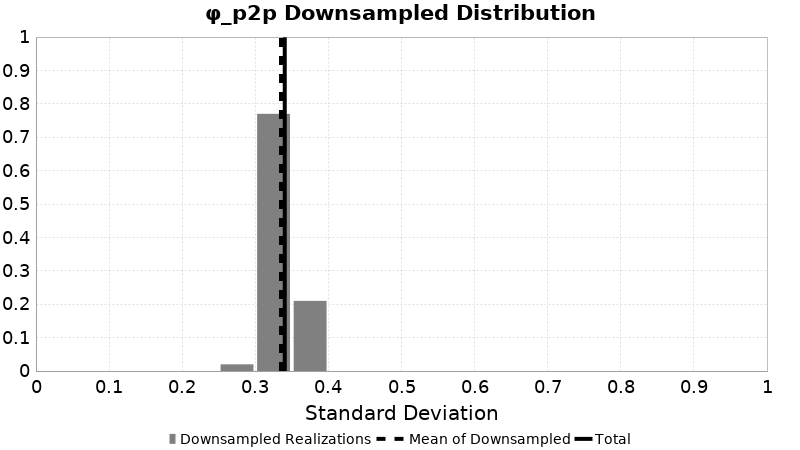 φ_p2p Downsampled Distribution
1
0.9
0.8
0.7
0.6
0.5
0.4
0.3
0.2
0.1
0
0 0.1 0.2 0.3 0.4 0.5 0.6 0.7 0.8 0.9 1
Standard Deviation
Downsampled Realizations Mean of Downsampled Total